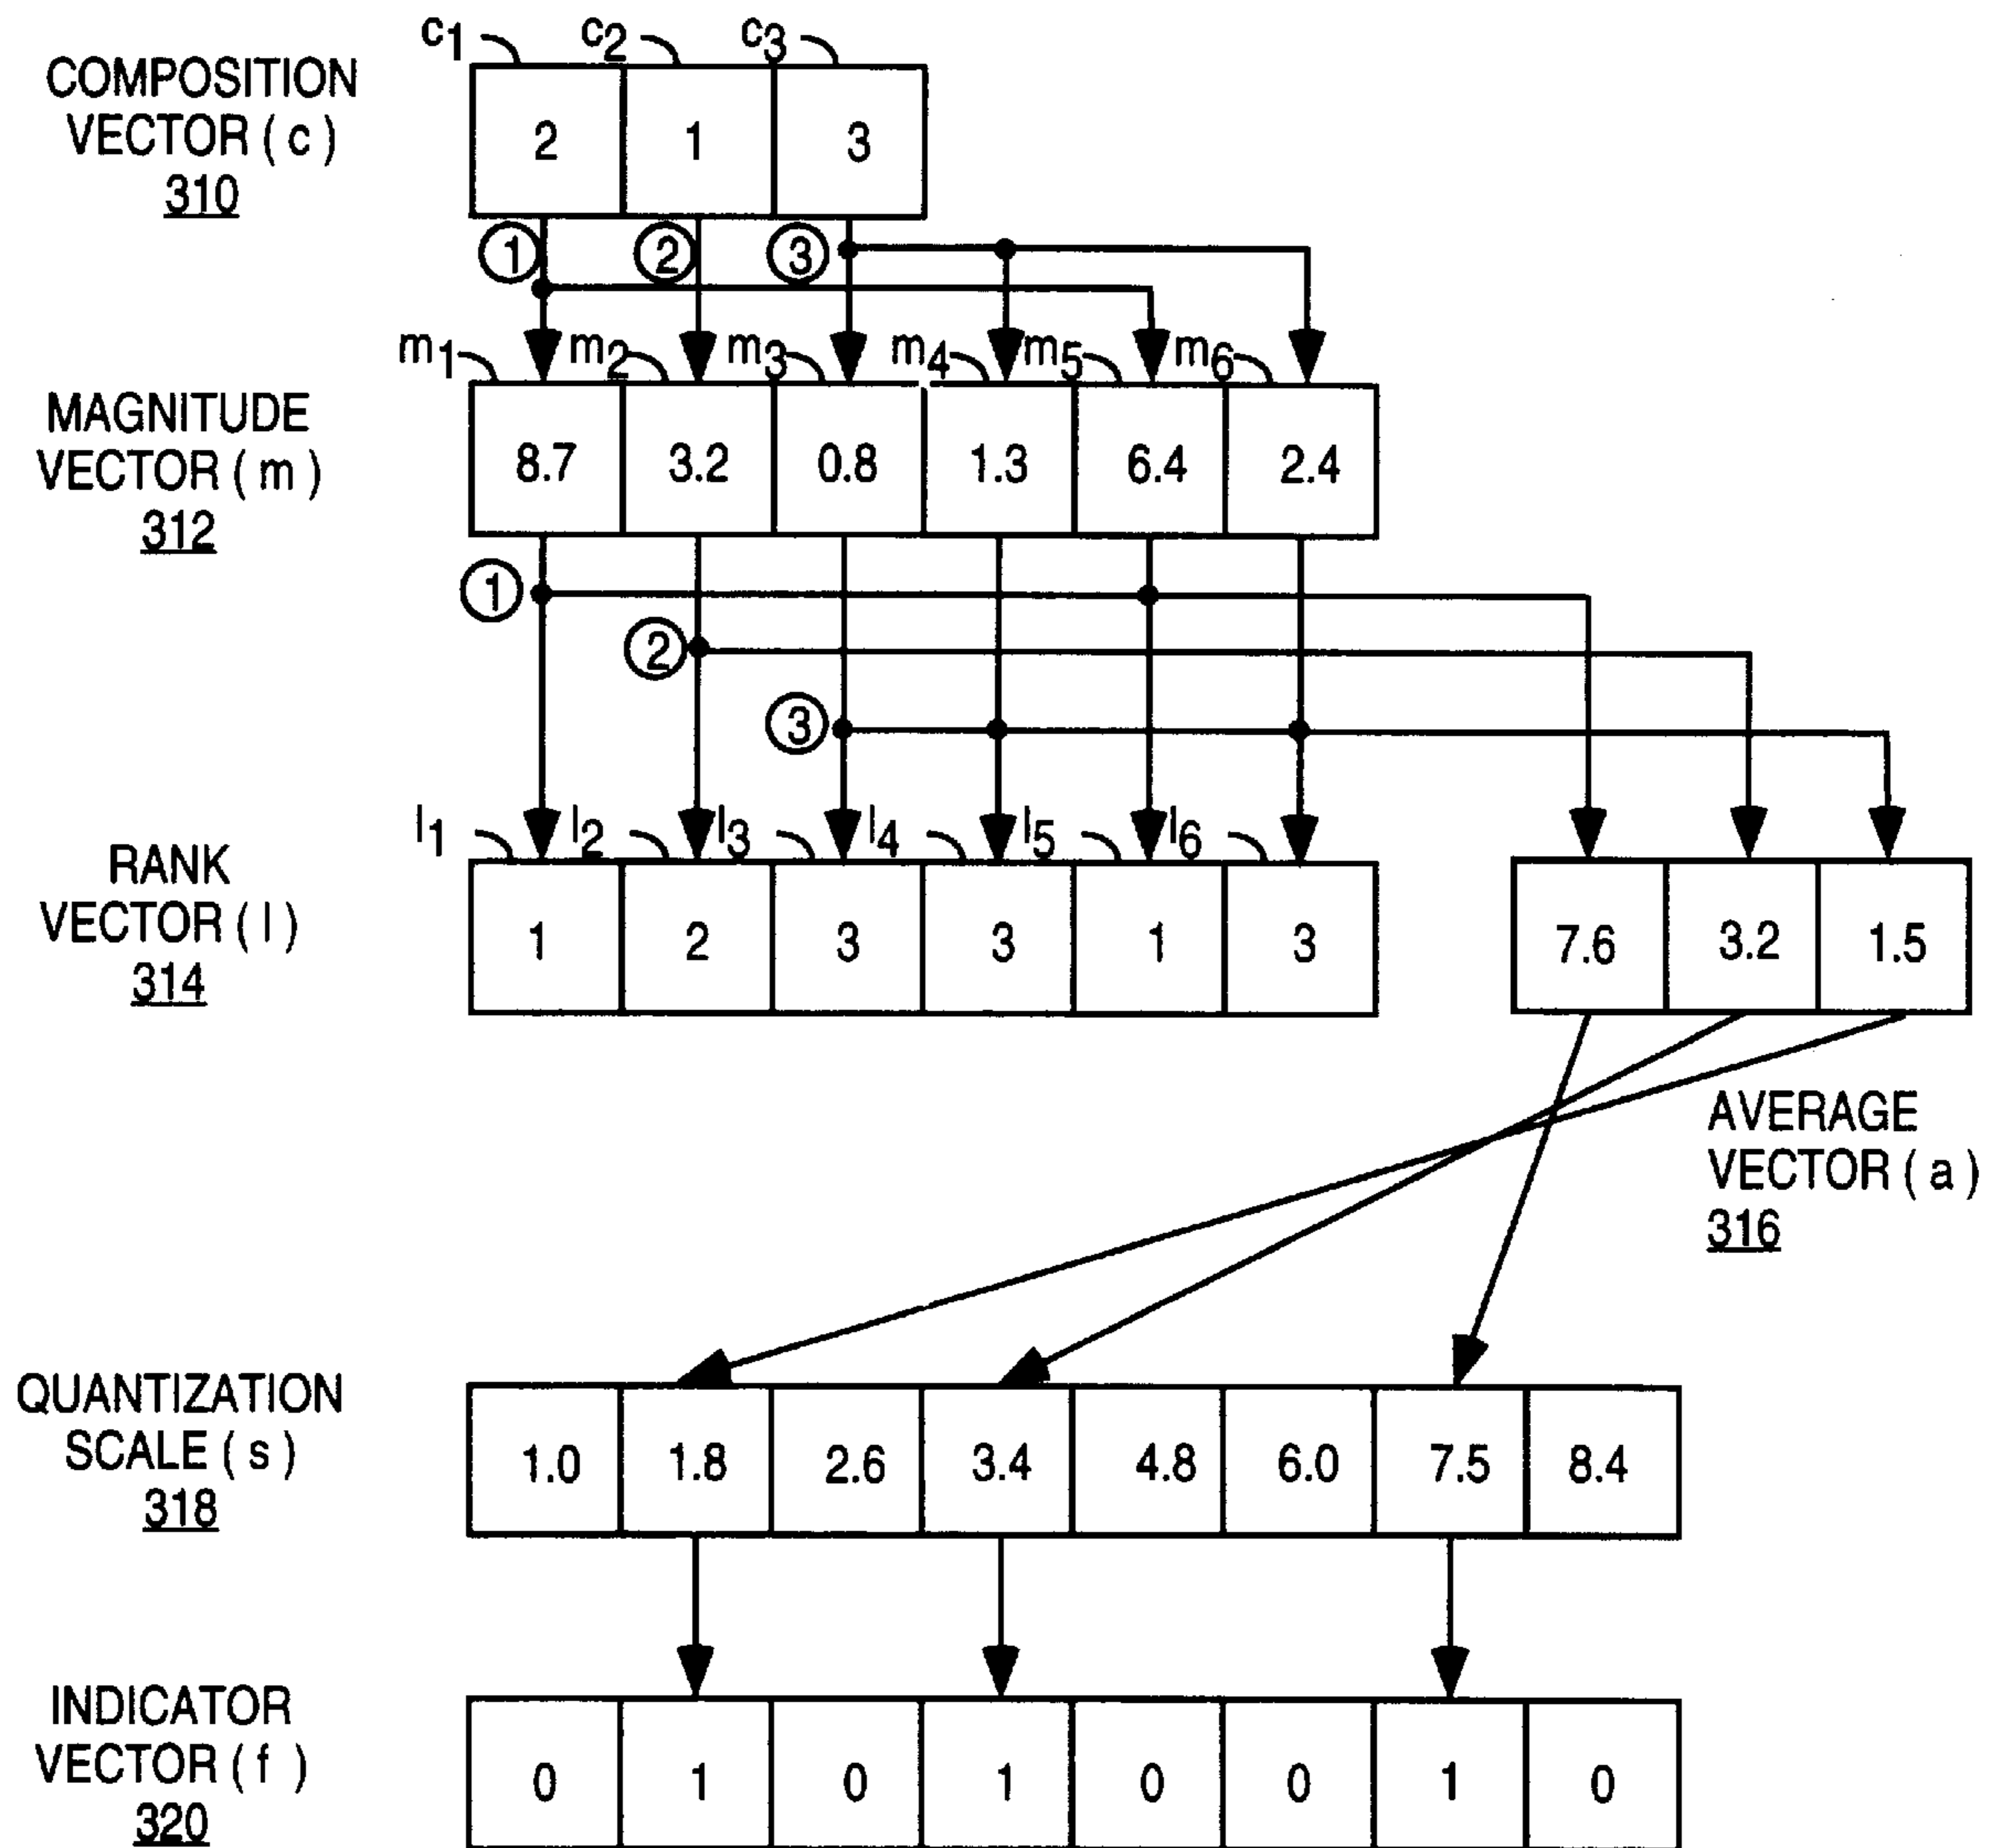 c1 c2 c3
COMPOSITION
VECTOR ( c )
310
2 1 3
1 2 3
m1 m2 m3 m4 m5 m6
MAGNITUDE
VECTOR ( m )
312
8.7 3.2 0.8 1.3 6.4 2.4
1
2
3
l1 l2 l3 l4 l5 l6
RANK
VECTOR ( l )
314
1 2 3 3 1 3
7.6 3.2 1.5
AVERAGE
VECTOR ( a )
316
QUANTIZATION
SCALE ( s )
318
1.0 1.8 2.6 3.4 4.8 6.0 7.5 8.4
INDICATOR
VECTOR ( f )
320
0 1 0 1 0 0 1 0